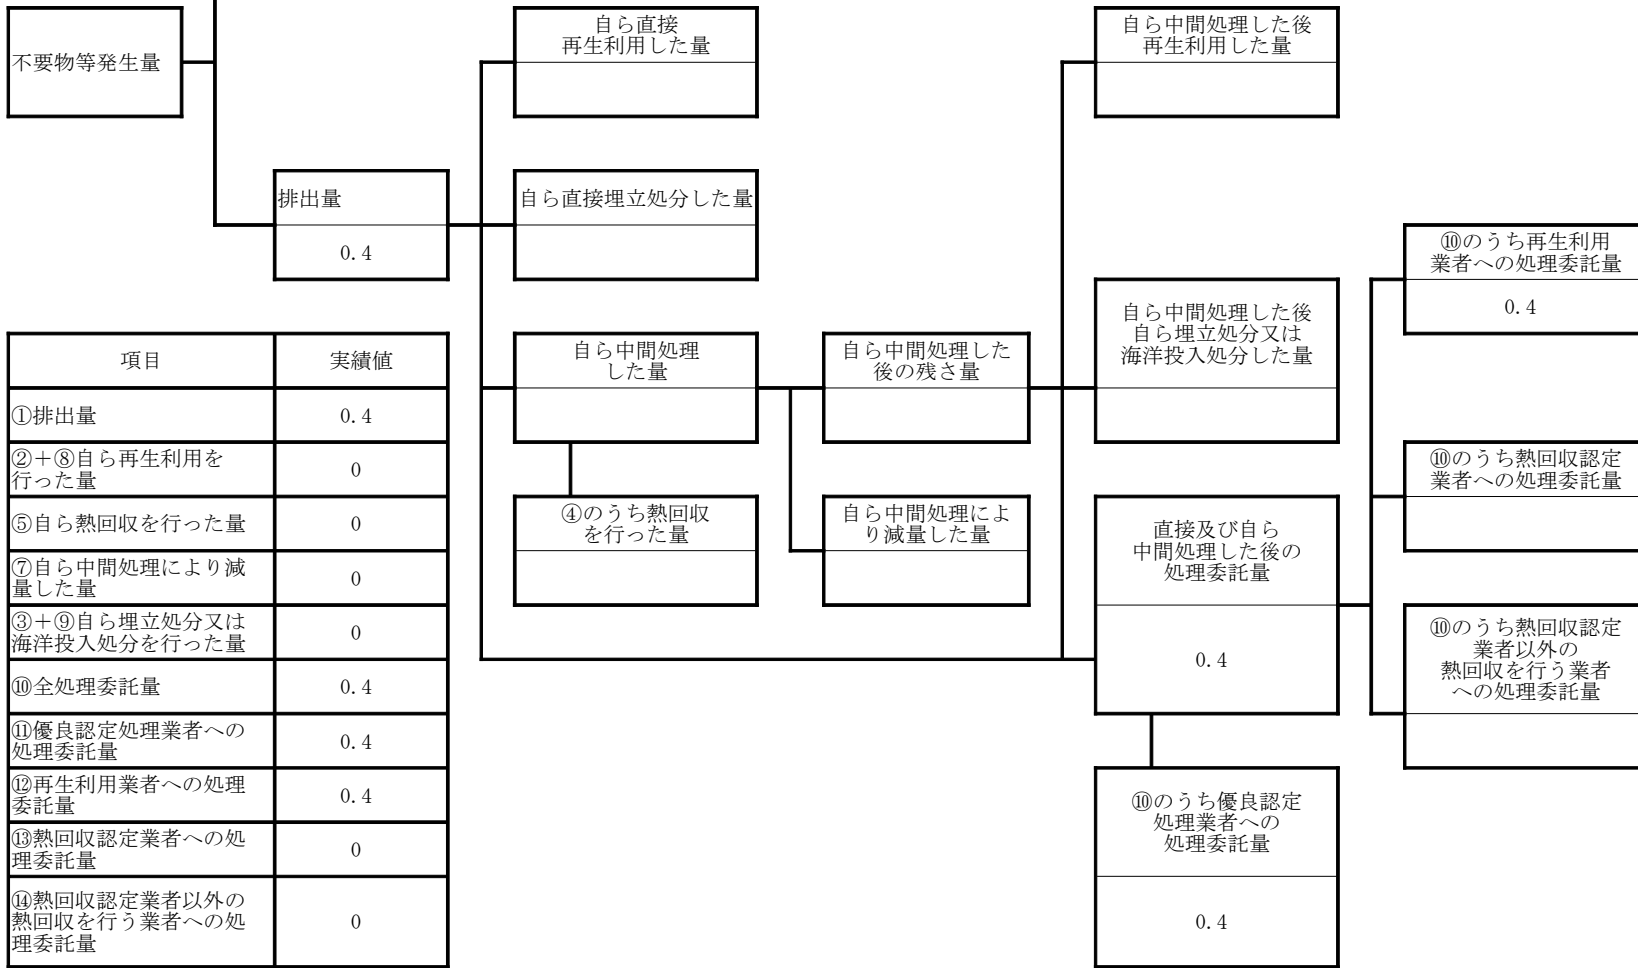 不要物等発生量
自ら直接
再生利用した量
自ら中間処理した後
再生利用した量
排出量
0.4
自ら直接埋立処分した量
⑩のうち再生利用
業者への処理委託量
0.4
自ら中間処理した後
自ら埋立処分又は
海洋投入処分した量
自ら中間処理
した量
自ら中間処理した
後の残さ量
⑩のうち熱回収認定
業者への処理委託量
④のうち熱回収
を行った量
自ら中間処理によ
り減量した量
直接及び自ら
中間処理した後の
処理委託量
0.4
⑩のうち熱回収認定
業者以外の
熱回収を行う業者
への処理委託量
⑩のうち優良認定
処理業者への
処理委託量
0.4
項目 実績値
①排出量 0.4
②+⑧自ら再生利用を
行った量 0
⑤自ら熱回収を行った量 0
⑦自ら中間処理により減
量した量 0
③+⑨自ら埋立処分又は
海洋投入処分を行った量 0
⑩全処理委託量 0.4
⑪優良認定処理業者への
処理委託量 0.4
⑫再生利用業者への処理
委託量 0.4
⑬熱回収認定業者への処
理委託量 0
⑭熱回収認定業者以外の
熱回収を行う業者への処
理委託量 0